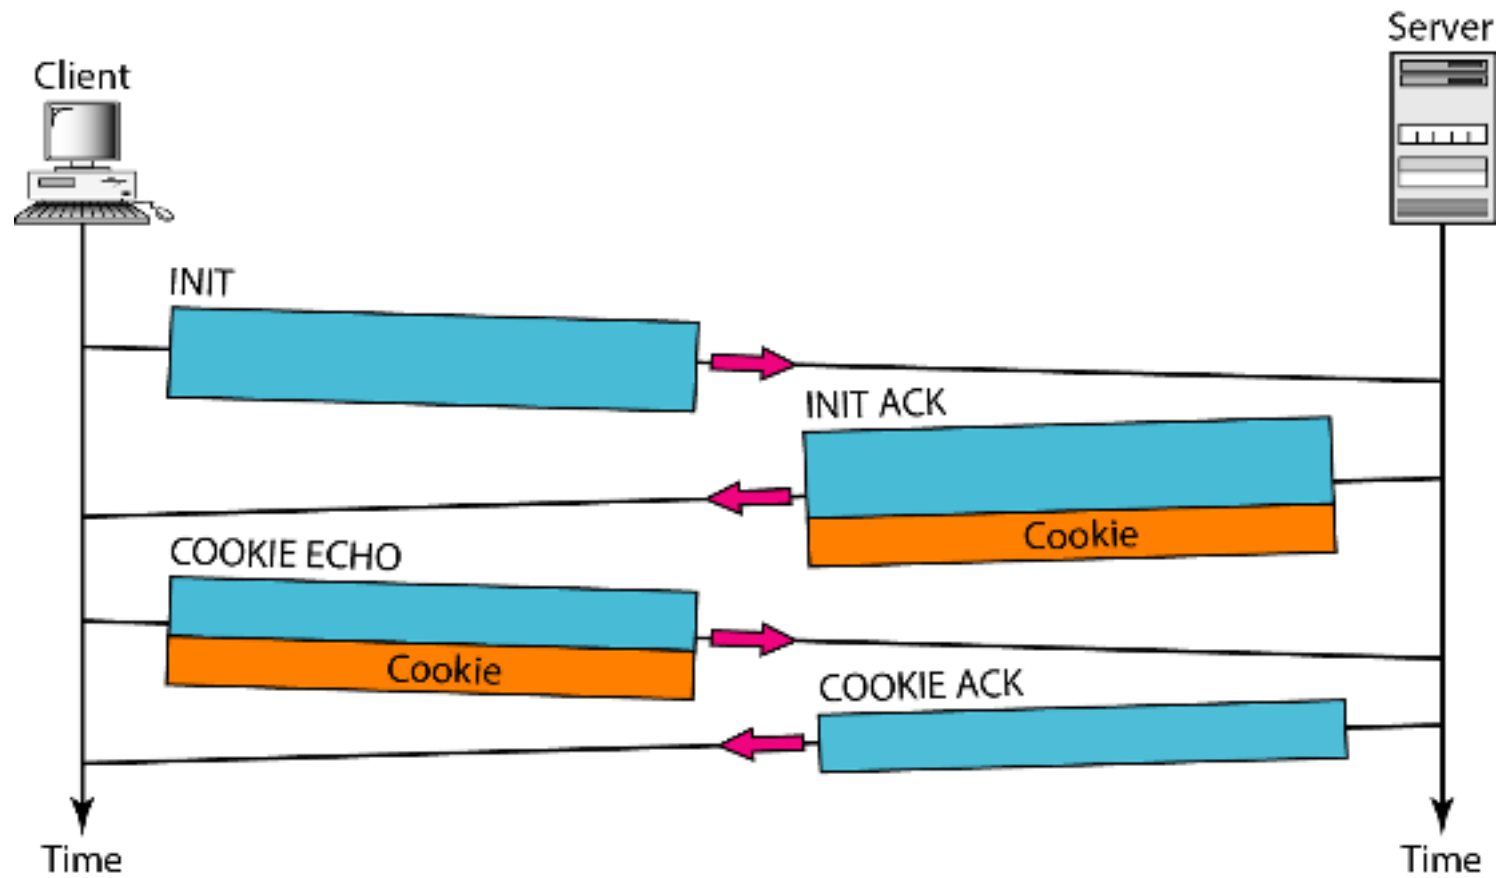 Server
Client
INIT
INIT ACK
Cookie
COOKIE ECHO
Cookie
COOKIE ACK
Time
Time